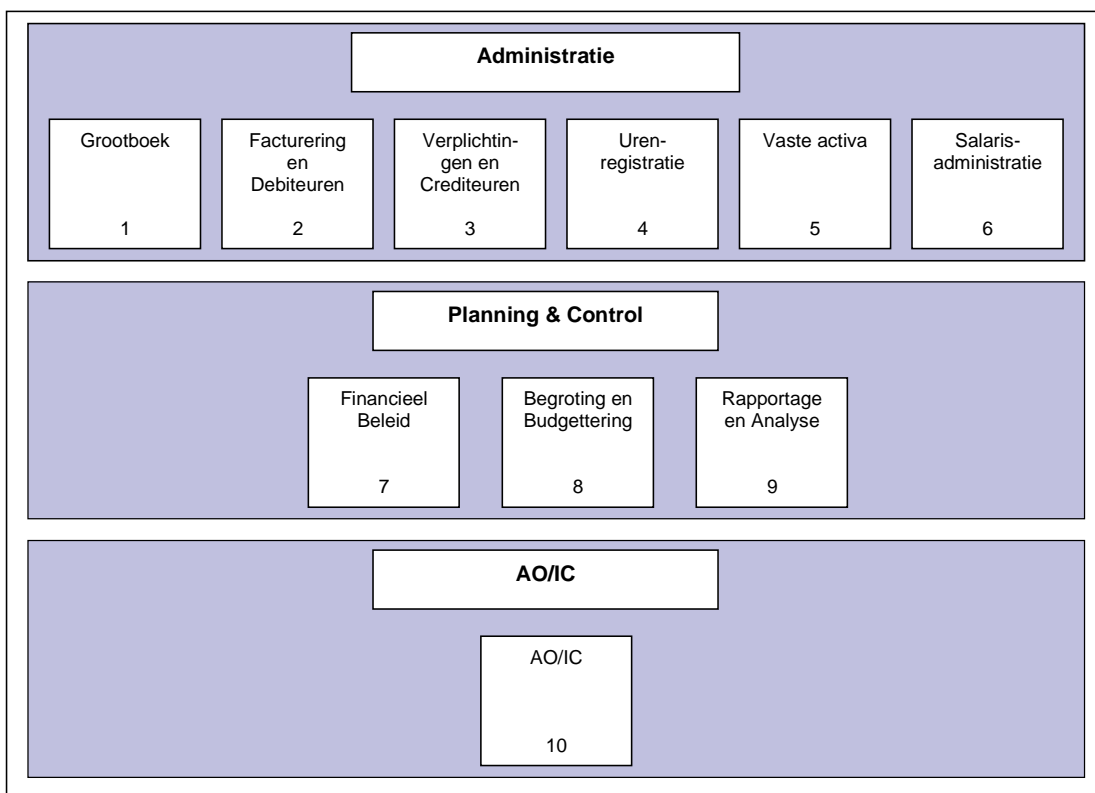 Administratie
Grootboek
1
Facturering
en
Debiteuren
2
Verplichtin-
gen en
Crediteuren
3
Uren-
registratie
4
Vaste activa
5
Salaris-
administratie
6
Planning & Control
Financieel
Beleid
7
Begroting en
Budgettering
8
Rapportage
en Analyse
9
AO/IC
AO/IC
10